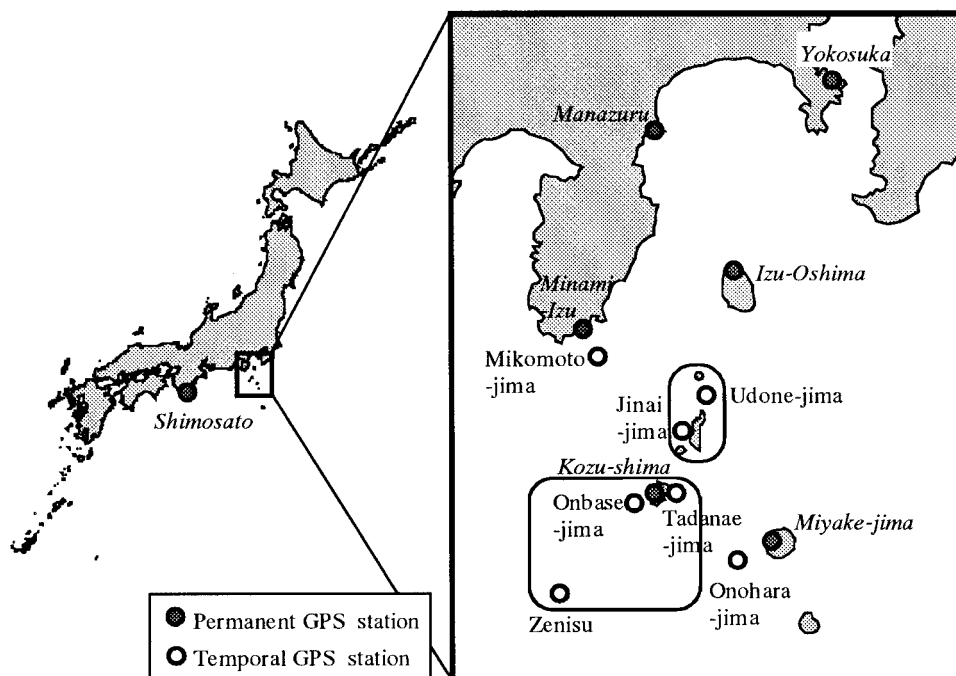 Yokosuka
Manazuru
Izu-Oshima
Minami
-Izu
Mikomoto
-jima
Udone-jima
Jinai
-jima
Shimosato
Kozu-shima
Onbase
-jima
Tadanae
-jima
Miyake-jima
Onohara
-jima
Zenisu
Permanent GPS station
Temporal GPS station